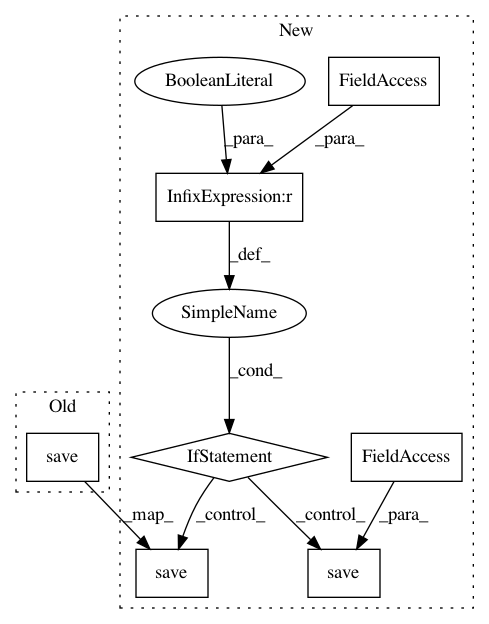 New
BooleanLiteral
FieldAccess
_para_
_para_
InfixExpression:r
_def_
SimpleName
_cond_
Old
save
IfStatement
FieldAccess
_map_
_control_
_control_
_para_
save
save